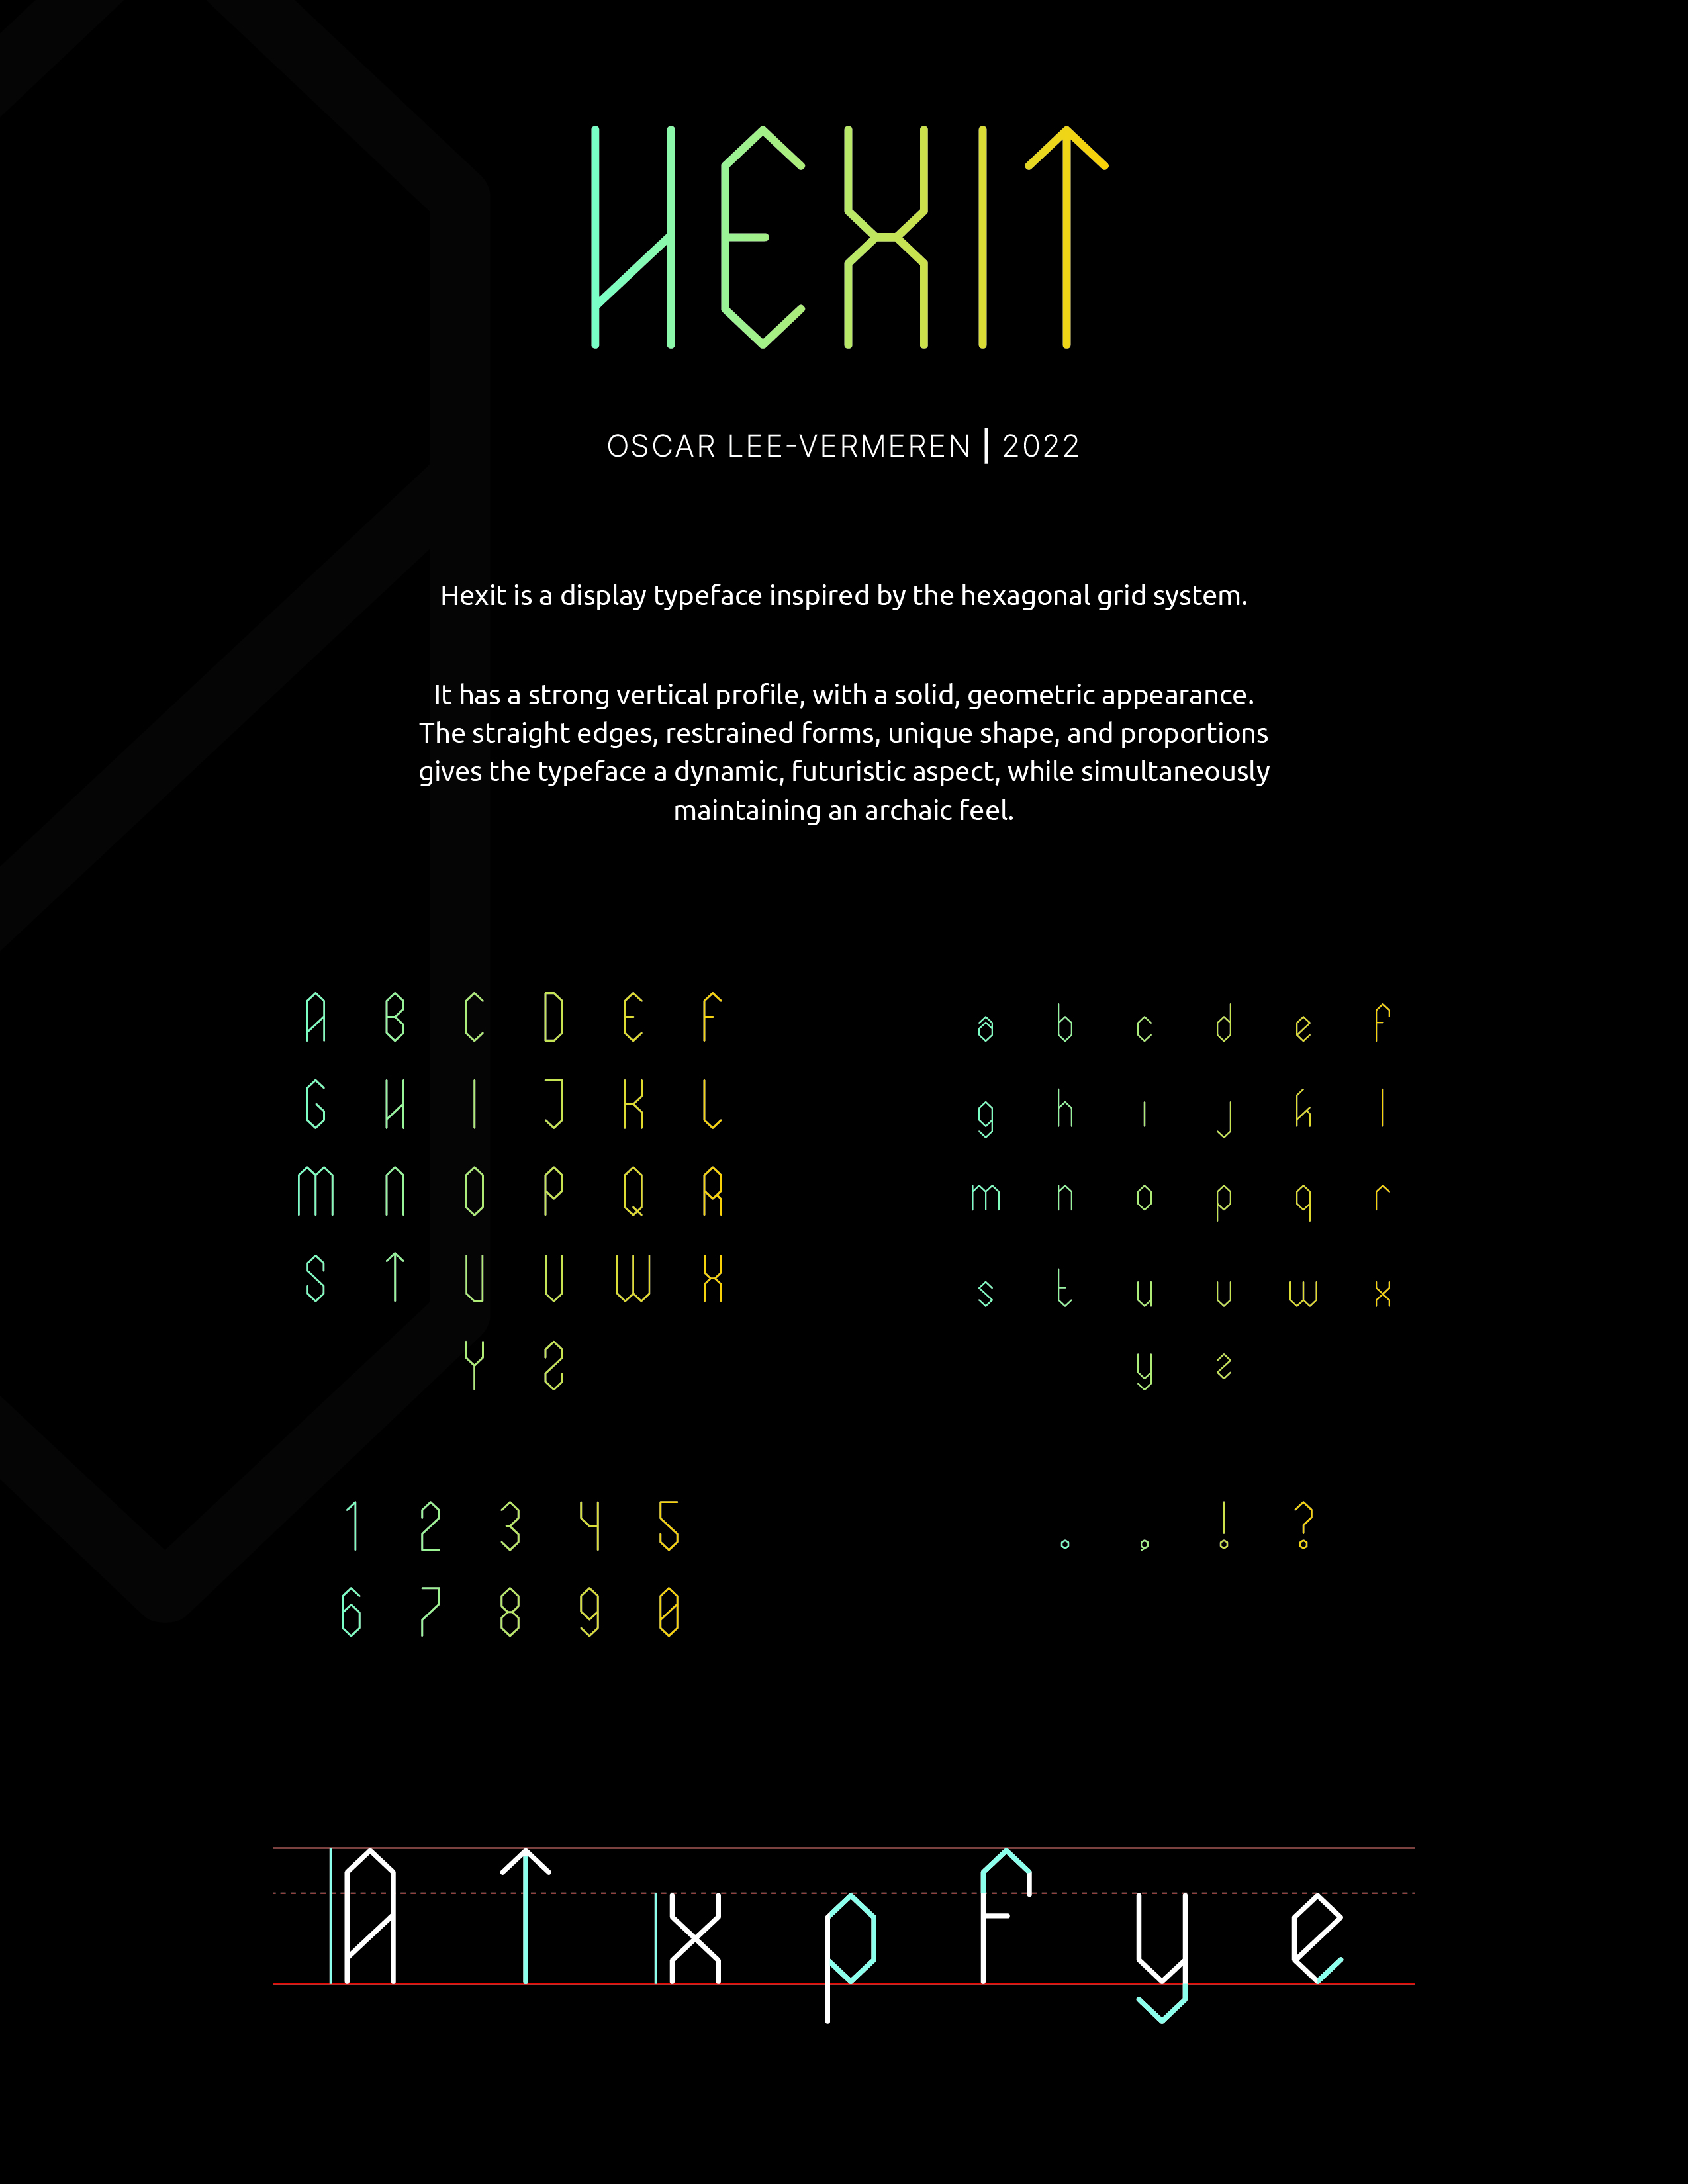 HEXIT
OSCAR LEE-VERMEREN | 2022
Hexit is a display typeface inspired by the hexagonal grid system.
It has a strong vertical profile, with a solid, geometric appearance.
The straight edges, restrained forms, unique shape, and proportions
gives the typeface a dynamic, futuristic aspect, while simultaneously
maintaining an archaic feel.
A B C D E F
G H I J K L
M N O P Q R
S T U V W X
Y Z
a b c d e f
g h i j k l
m n o p q r
s t u v w x
y z
1 2 3 4 5
6 7 8 9 0
. , ! ?
A T x p f y e